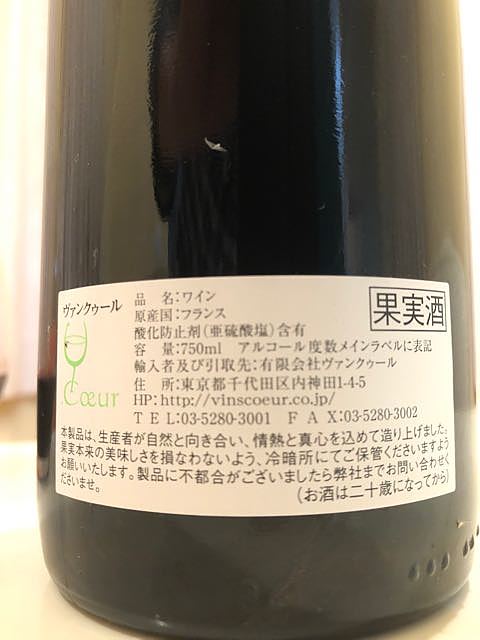 ヴァンクゥール
Cœur
品　名：ワイン
原産国：フランス
酸化防止剤（亜硫酸塩）含有
容　量：750ml　アルコール度数メインラベルに表記
輸入者及び引取先：有限会社ヴァンクゥール
住　所：東京都千代田区内神田1-4-5
HP：http://vinscoeur.co.jp/
ＴＥＬ：03-5280-3001　ＦＡＸ：03-5280-3002
果実酒
本製品は、生産者が自然と向き合い、情熱と真心を込めて造り上げました。
果実本来の美味しさを損なわないよう、冷暗所にてご保管くださいますよう
お願いいたします。製品に不都合がございましたら弊社までお問い合わせく
ださいませ。
（お酒は二十歳になってから）